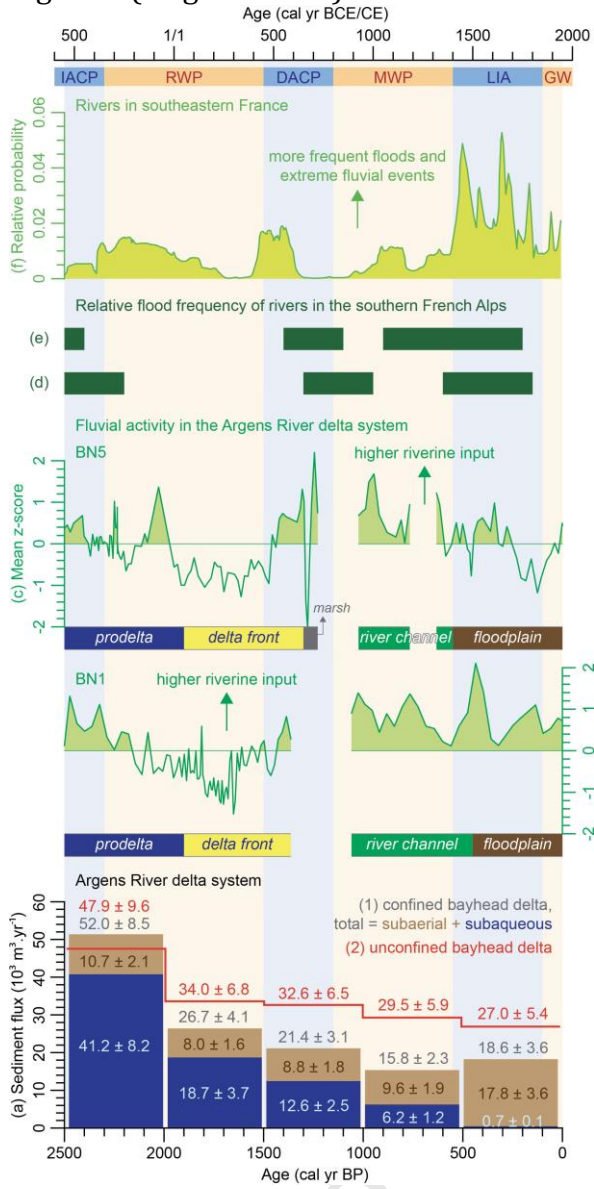 Age (cal yr BCE/CE)
500 1/1 500 1000 1500 2000
IACP RWP DACP MWP LIA GW
Rivers in southeastern France
0.06
0.04
0.02
0
(f) Relative probability
more frequent floods and
extreme fluvial events
Relative flood frequency of rivers in the southern French Alps
(e)
(d)
Fluvial activity in the Argens River delta system
BN5
higher riverine input
2
1
0
-1
-2
(c) Mean z-score
marsh
prodelta delta front river channel floodplain
BN1
higher riverine input
2
1
0
-1
-2
prodelta delta front river channel floodplain
Argens River delta system
(1) confined bayhead delta,
total = subaerial + subaqueous
(2) unconfined bayhead delta
60
50
40
30
20
10
0
(a) Sediment flux (10³ m³.yr⁻¹)
47.9 ± 9.6
52.0 ± 8.5
10.7 ± 2.1
41.2 ± 8.2
34.0 ± 6.8
26.7 ± 4.1
8.0 ± 1.6
18.7 ± 3.7
32.6 ± 6.5
21.4 ± 3.1
8.8 ± 1.8
12.6 ± 2.5
29.5 ± 5.9
15.8 ± 2.3
9.6 ± 1.9
6.2 ± 1.2
27.0 ± 5.4
18.6 ± 3.6
17.8 ± 3.6
0.7 ± 0.1
2500 2000 1500 1000 500 0
Age (cal yr BP)